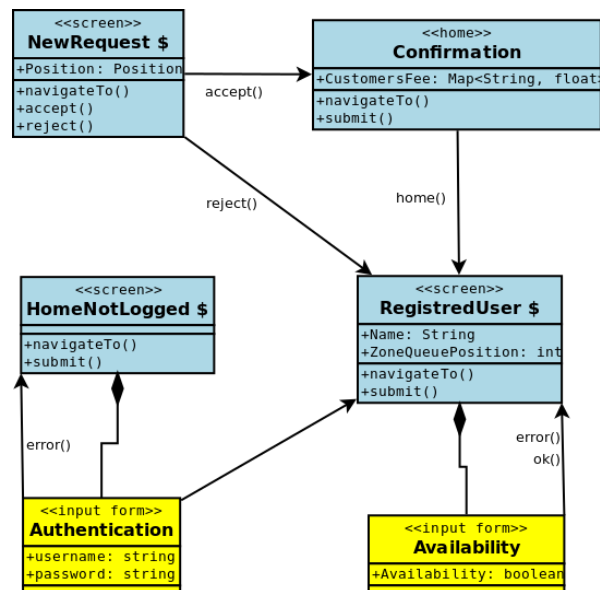 <<screen>>
NewRequest $
+Position: Position
+navigateTo()
+accept()
+reject()
accept()
<<home>>
Confirmation
+CustomersFee: Map<String, float>
+navigateTo()
+submit()
reject()
home()
<<screen>>
HomeNotLogged $
+navigateTo()
+submit()
<<screen>>
RegistredUser $
+Name: String
+ZoneQueuePosition: int
+navigateTo()
+submit()
error()
error()
ok()
<<input form>>
Authentication
+username: string
+password: string
<<input form>>
Availability
+Availability: boolean